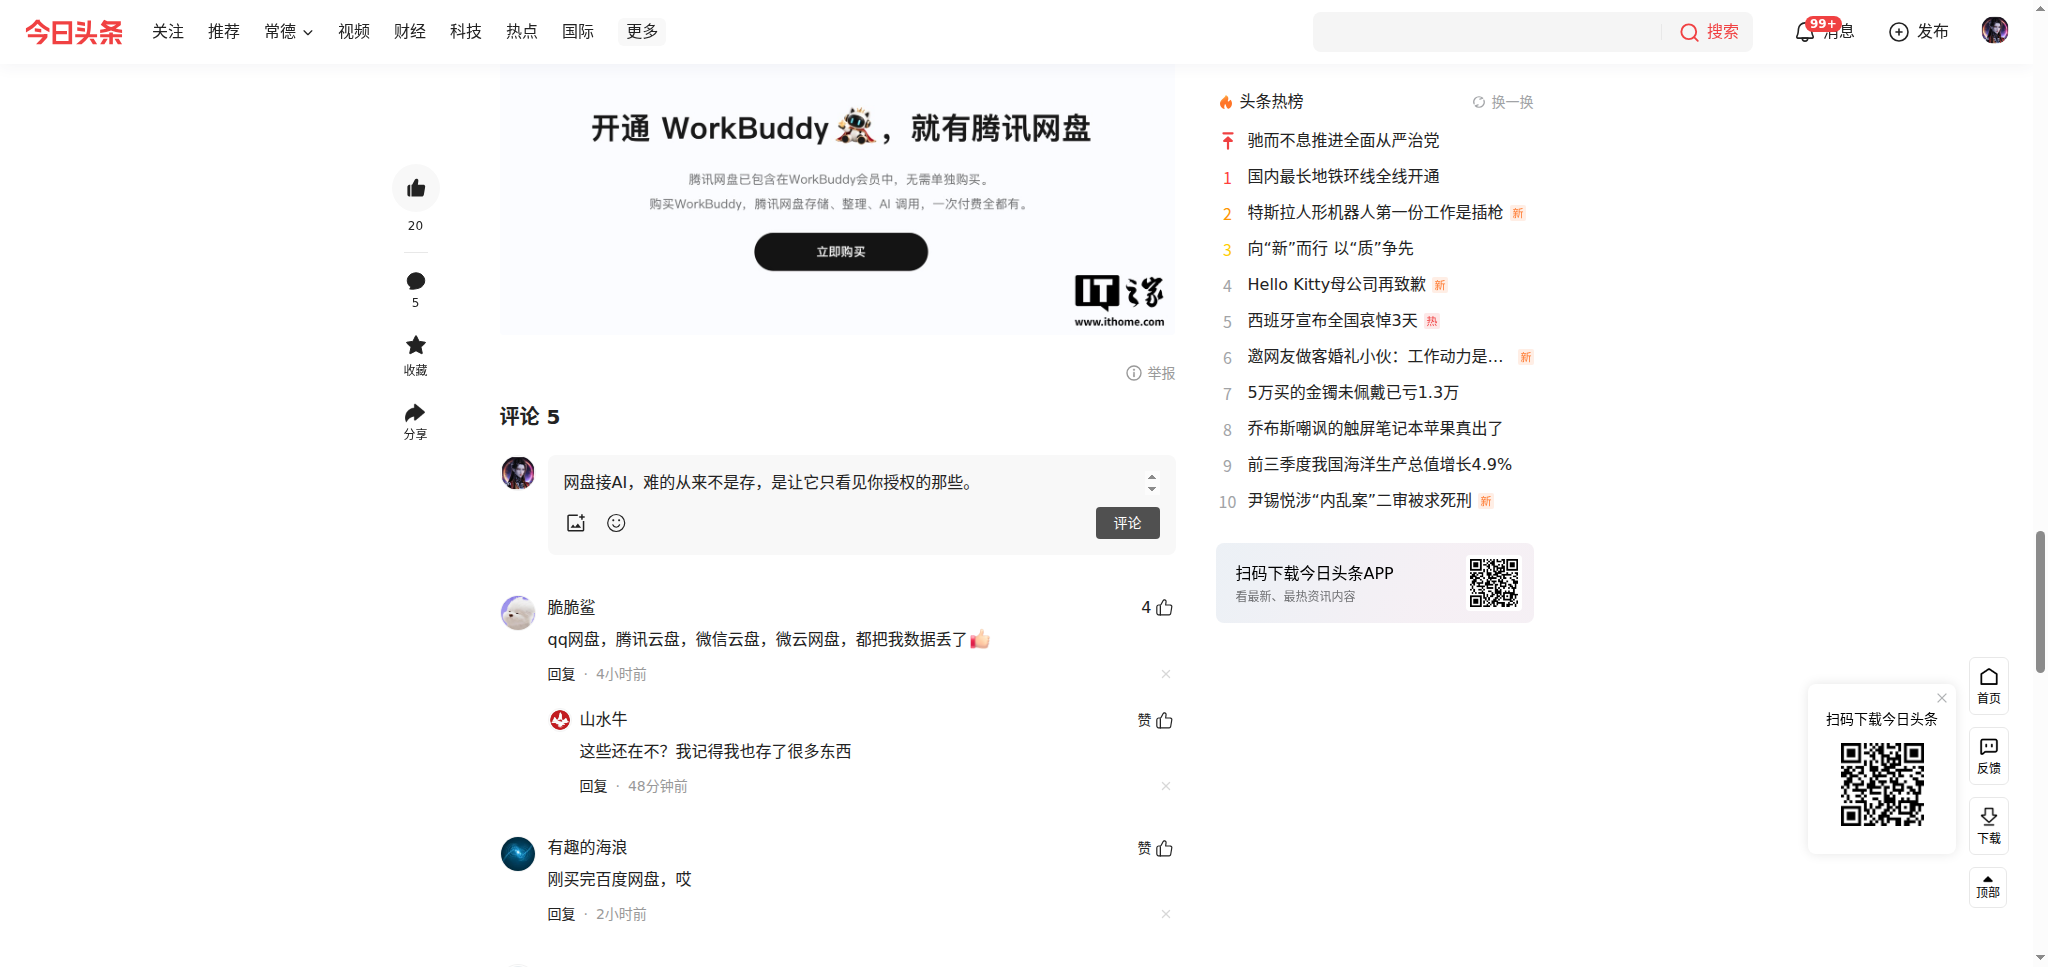 今日头条
关注
推荐
常德
视频
财经
科技
热点
国际
更多
搜索
99+
消息
发布
开通 WorkBuddy，就有腾讯网盘
腾讯网盘已包含在WorkBuddy会员中，无需单独购买。
购买WorkBuddy，腾讯网盘存储、整理、AI 调用，一次付费全都有。
立即购买
IT之家
www.ithome.com
20
5
收藏
分享
举报
评论 5
网盘接AI，难的从来不是存，是让它只看见你授权的那些。
评论
脆脆鲨
4
qq网盘，腾讯云盘，微信云盘，微云网盘，都把我数据丢了👍
回复 · 4小时前
山水牛
赞
这些还在不？我记得我也存了很多东西
回复 · 48分钟前
有趣的海浪
赞
刚买完百度网盘，哎
回复 · 2小时前
头条热榜
换一换
驰而不息推进全面从严治党
1 国内最长地铁环线全线开通
2 特斯拉人形机器人第一份工作是插枪 新
3 向“新”而行 以“质”争先
4 Hello Kitty母公司再致歉 新
5 西班牙宣布全国哀悼3天 热
6 邀网友做客婚礼小伙：工作动力是... 新
7 5万买的金镯未佩戴已亏1.3万
8 乔布斯嘲讽的触屏笔记本苹果真出了
9 前三季度我国海洋生产总值增长4.9%
10 尹锡悦涉“内乱案”二审被求死刑 新
扫码下载今日头条APP
看最新、最热资讯内容
扫码下载今日头条
首页
反馈
下载
顶部